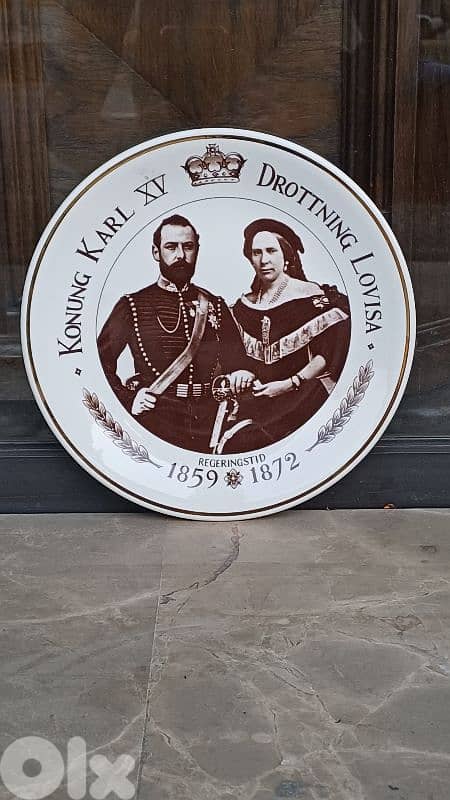 KONUNG KARL XV
DROTTNING LOVISA
REGERINGSTID
1859 1872
OLX